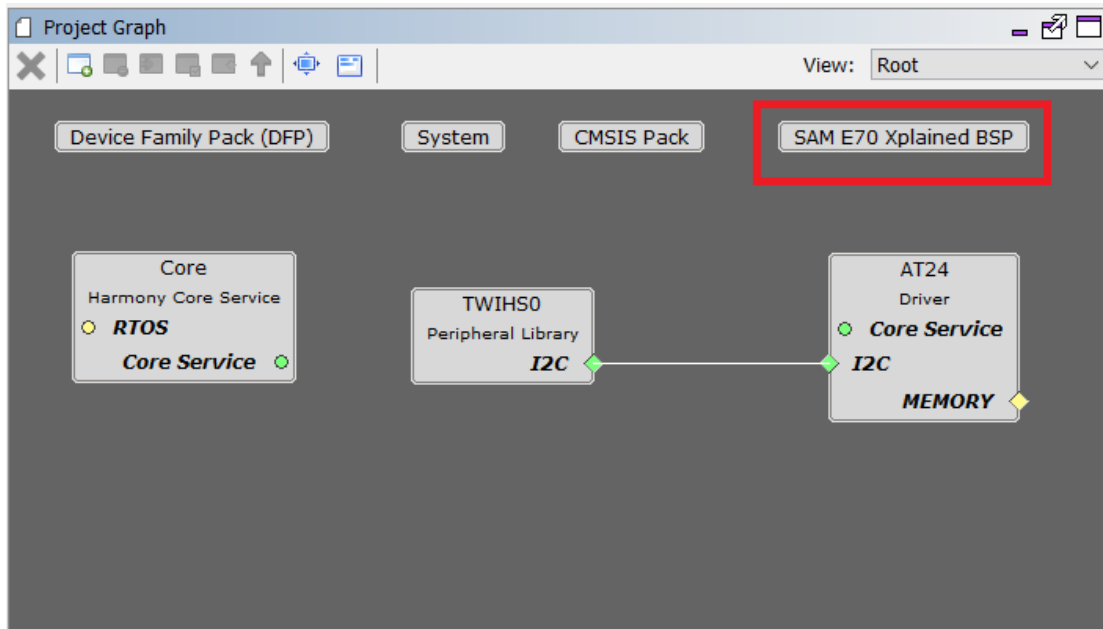 Project Graph
View: Root
Device Family Pack (DFP)
System
CMSIS Pack
SAM E70 Xplained BSP
Core
Harmony Core Service
RTOS
Core Service
TWIHS0
Peripheral Library
I2C
AT24
Driver
Core Service
I2C
MEMORY